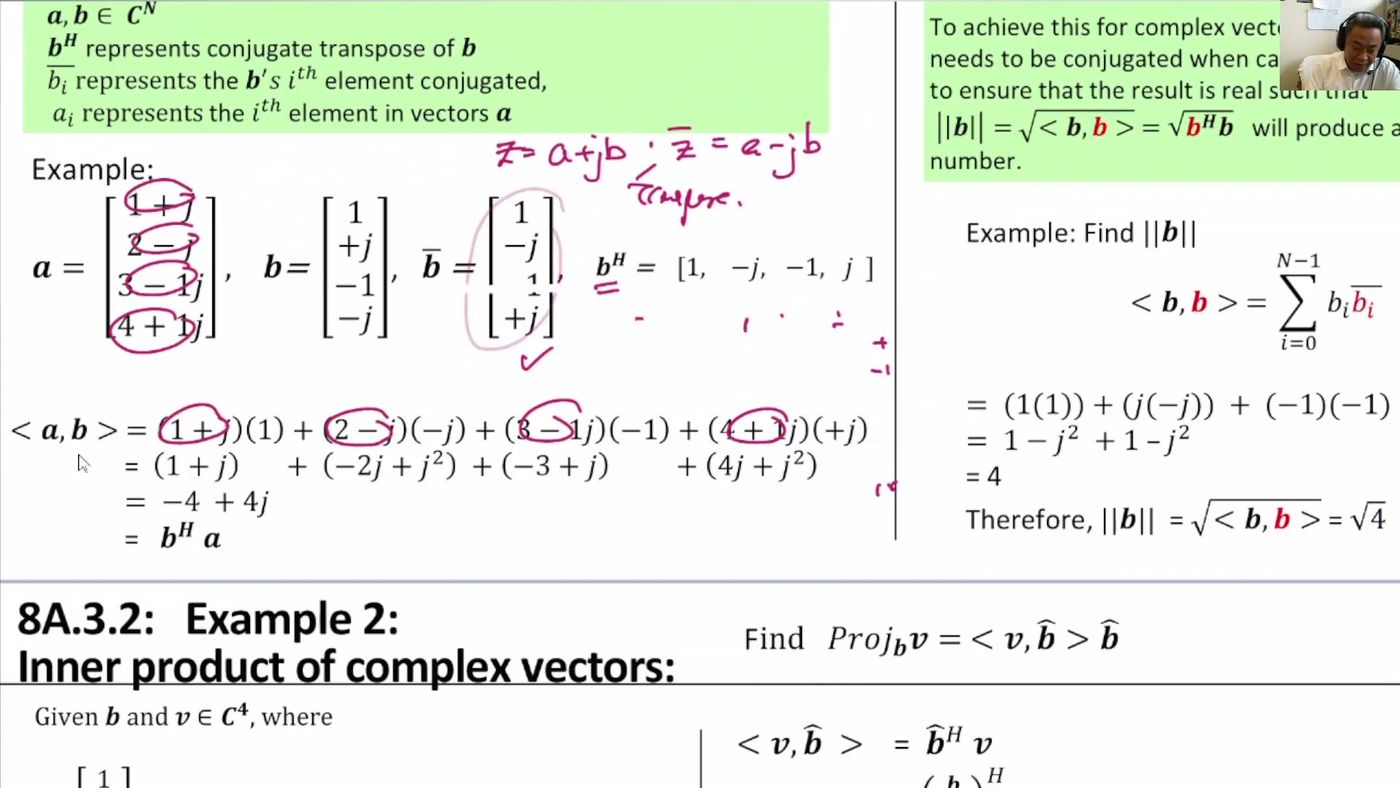 a, b ∈ C^N
b^H represents conjugate transpose of b
b̅_i represents the b's i^th element conjugated,
a_i represents the i^th element in vectors a
z = a+jb . z̅ = a-jb
Transpose.
Example:
a = [1 + j; 2 − j; 3 − 1j; 4 + 1j], b = [1; +j; −1; −j], b̅ = [1; −j; 1; +j], b^H = [1, −j, −1, j ]
+
-1
< a, b > = (1 + j)(1) + (2 − j)(−j) + (3 − 1j)(−1) + (4 + 1j)(+j)
= (1 + j) + (−2j + j²) + (−3 + j) + (4j + j²)
= −4 + 4j
= b^H a
To achieve this for complex vect
needs to be conjugated when ca
to ensure that the result is real such that
||b|| = √< b, b > = √b^H b will produce a
number.
Example: Find ||b||
< b, b > = ∑_{i=0}^{N−1} b_i b̅_i
= (1(1)) + (j(−j)) + (−1)(−1)
= 1 − j² + 1 – j²
= 4
Therefore, ||b|| = √< b, b > = √4
8A.3.2: Example 2:
Inner product of complex vectors:
Given b and v ∈ C⁴, where
[ 1 ]
Find Proj_b v = < v, b̂ > b̂
< v, b̂ > = b̂^H v
( b )^H